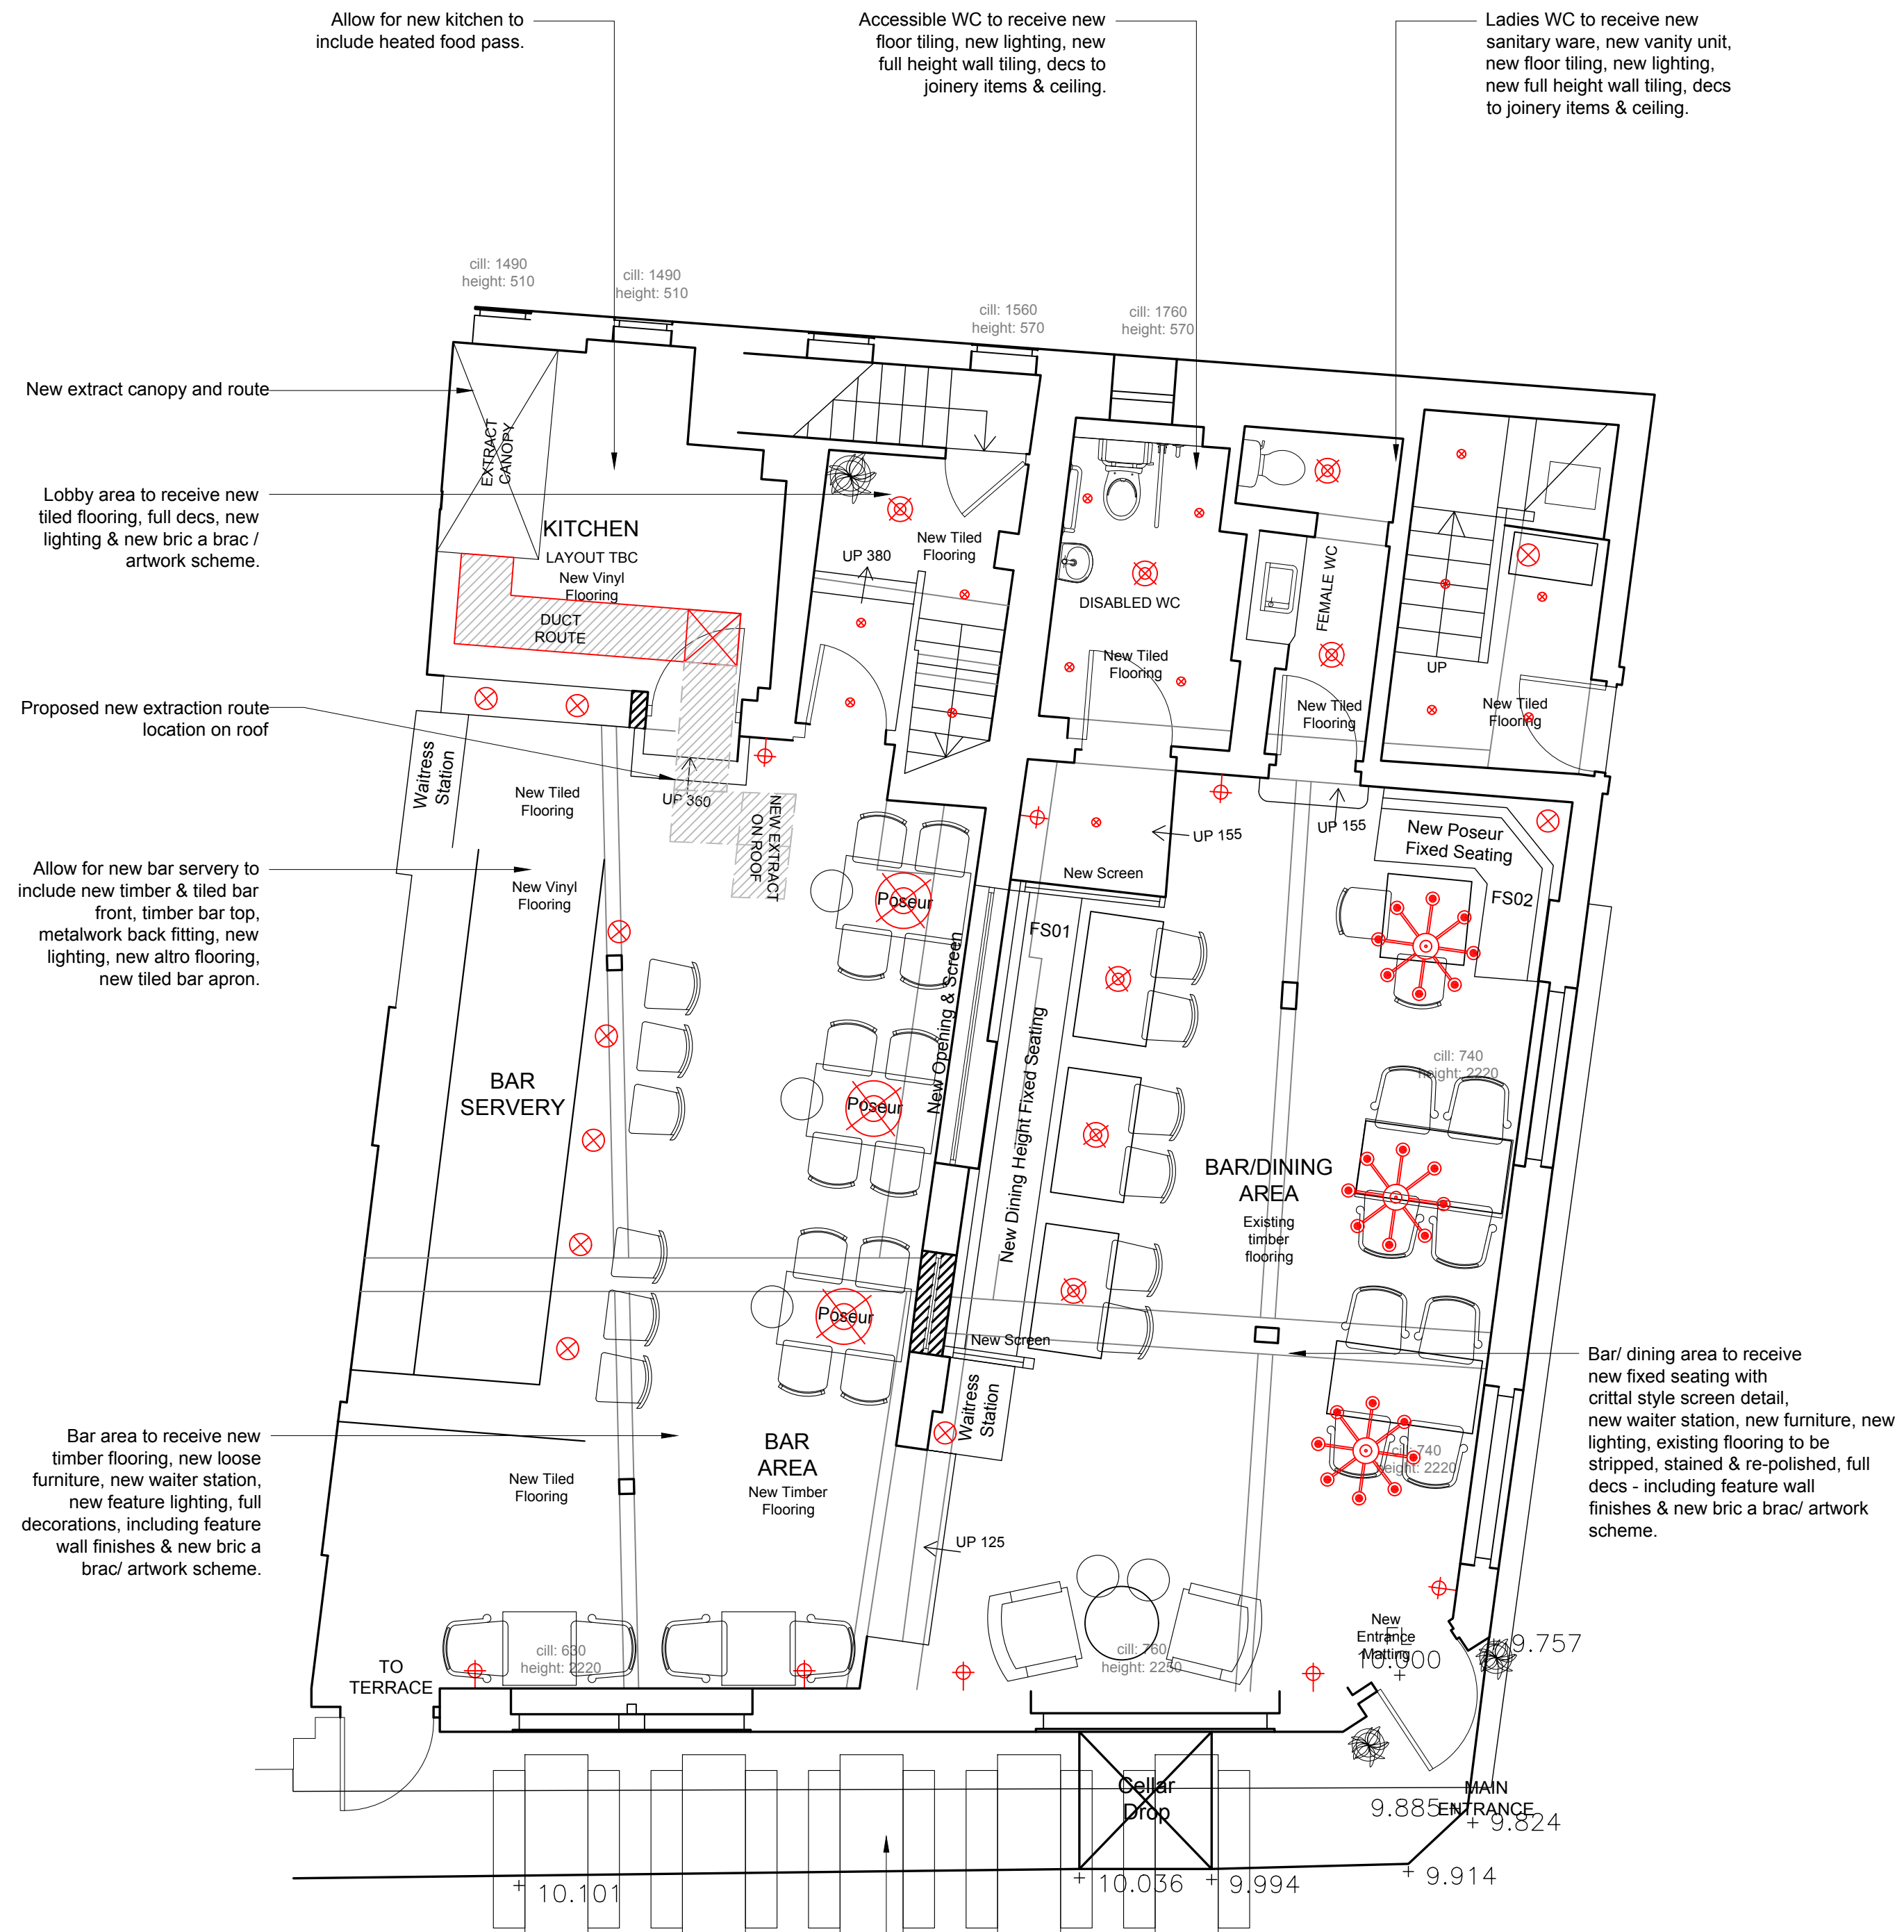 Allow for new kitchen to
include heated food pass.
Accessible WC to receive new
floor tiling, new lighting, new
full height wall tiling, decs to
joinery items & ceiling.
Ladies WC to receive new
sanitary ware, new vanity unit,
new floor tiling, new lighting,
new full height wall tiling, decs
to joinery items & ceiling.
cill: 1490
height: 510
cill: 1490
height: 510
cill: 1560
height: 570
cill: 1760
height: 570
New extract canopy and route
EXTRACT
CANOPY
Lobby area to receive new
tiled flooring, full decs, new
lighting & new bric a brac /
artwork scheme.
KITCHEN
LAYOUT TBC
New Vinyl
Flooring
DUCT
ROUTE
UP 380
New Tiled
Flooring
DISABLED WC
New Tiled
Flooring
FEMALE WC
New Tiled
Flooring
UP
New Tiled
Flooring
Proposed new extraction route
location on roof
Waitress
Station
New Tiled
Flooring
UP 360
NEW EXTRACT
ON ROOF
UP 155
UP 155
New Poseur
Fixed Seating
FS02
New Screen
FS01
Allow for new bar servery to
include new timber & tiled bar
front, timber bar top,
metalwork back fitting, new
lighting, new altro flooring,
new tiled bar apron.
New Vinyl
Flooring
Poseur
New Opening & Screen
New Dining Height Fixed Seating
BAR
SERVERY
Poseur
cill: 740
height: 2220
BAR/DINING
AREA
Existing
timber
flooring
Poseur
New Screen
Waitress
Station
Bar/ dining area to receive
new fixed seating with
crittal style screen detail,
new waiter station, new furniture, new
lighting, existing flooring to be
stripped, stained & re-polished, full
decs - including feature wall
finishes & new bric a brac/ artwork
scheme.
Bar area to receive new
timber flooring, new loose
furniture, new waiter station,
new feature lighting, full
decorations, including feature
wall finishes & new bric a
brac/ artwork scheme.
BAR
AREA
New Timber
Flooring
New Tiled
Flooring
cill: 740
height: 2220
UP 125
cill: 630
height: 2220
cill: 760
height: 2250
TO
TERRACE
New
Entrance
Matting
FL
10.000
9.757
Cellar
Drop
MAIN
ENTRANCE
9.885
9.824
9.914
10.101
10.036
9.994